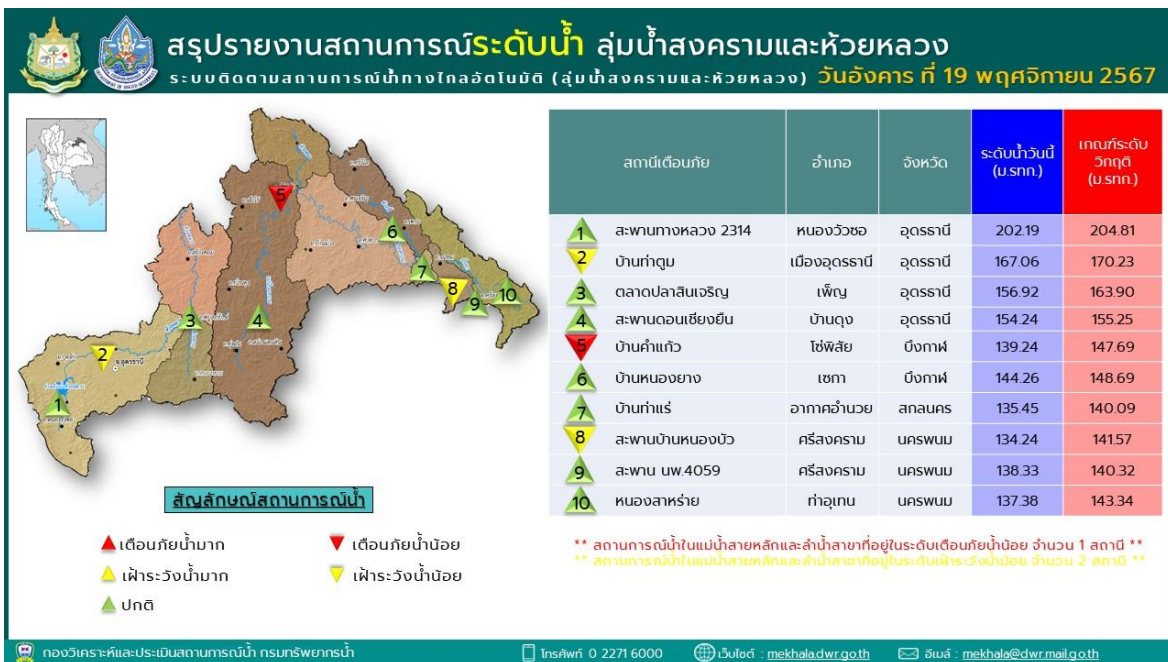 สรุปรายงานสถานการณ์ระดับน้ำ ลุ่มน้ำสงครามและห้วยหลวง
ระบบติดตามสถานการณ์น้ำทางไกลอัตโนมัติ (ลุ่มน้ำสงครามและห้วยหลวง) วันอังคาร ที่ 19 พฤศจิกายน 2567
สถานีเตือนภัย อำเภอ จังหวัด ระดับน้ำวันนี้ (ม.รทก.) เกณฑ์ระดับวิกฤติ (ม.รทก.)
1 สะพานทางหลวง 2314 หนองวัวซอ อุดรธานี 202.19 204.81
2 บ้านท่าตูม เมืองอุดรธานี อุดรธานี 167.06 170.23
3 ตลาดปลาสินเจริญ เพ็ญ อุดรธานี 156.92 163.90
4 สะพานดอนเชียงยืน บ้านดุง อุดรธานี 154.24 155.25
5 บ้านคำแก้ว โซ่พิสัย บึงกาฬ 139.24 147.69
6 บ้านหนองยาง เซกา บึงกาฬ 144.26 148.69
7 บ้านท่าแร่ อากาศอำนวย สกลนคร 135.45 140.09
8 สะพานบ้านหนองบัว ศรีสงคราม นครพนม 134.24 141.57
9 สะพาน นพ.4059 ศรีสงคราม นครพนม 138.33 140.32
10 หนองสาหร่าย ท่าอุเทน นครพนม 137.38 143.34
5
6
7
8
9
10
3
4
2
จ.อุดรธานี
1
สัญลักษณ์สถานการณ์น้ำ
เตือนภัยน้ำมาก เตือนภัยน้ำน้อย
เฝ้าระวังน้ำมาก เฝ้าระวังน้ำน้อย
ปกติ
** สถานการณ์น้ำในแม่น้ำสายหลักและลำน้ำสาขาที่อยู่ในระดับเตือนภัยน้ำน้อย จำนวน 1 สถานี **
** สถานการณ์น้ำในแม่น้ำสายหลักและลำน้ำสาขาที่อยู่ในระดับเฝ้าระวังน้ำน้อย จำนวน 2 สถานี **
กองวิเคราะห์และประเมินสถานการณ์น้ำ กรมทรัพยากรน้ำ โทรศัพท์ 0 2271 6000 เว็บไซต์ : mekhala.dwr.go.th อีเมล์ : mekhala@dwr.mail.go.th